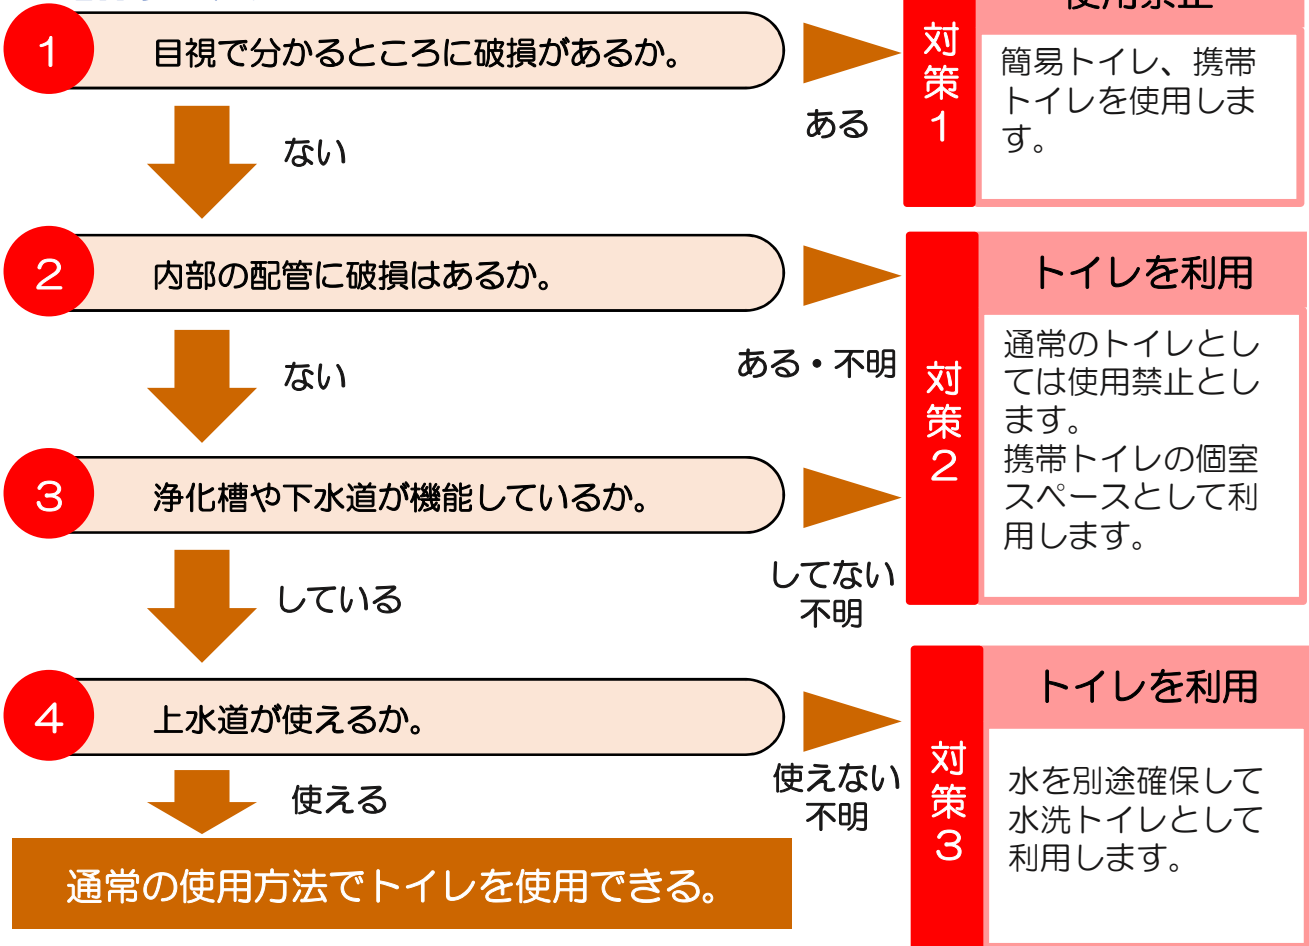 1
目視で分かるところに破損があるか。
ある
ない
対策1
使用禁止
簡易トイレ、携帯
トイレを使用しま
す。
2
内部の配管に破損はあるか。
ある・不明
ない
対策2
トイレを利用
通常のトイレとし
ては使用禁止とし
ます。
携帯トイレの個室
スペースとして利
用します。
3
浄化槽や下水道が機能しているか。
してない
不明
している
4
上水道が使えるか。
使えない
不明
使える
対策3
トイレを利用
水を別途確保して
水洗トイレとして
利用します。
通常の使用方法でトイレを使用できる。